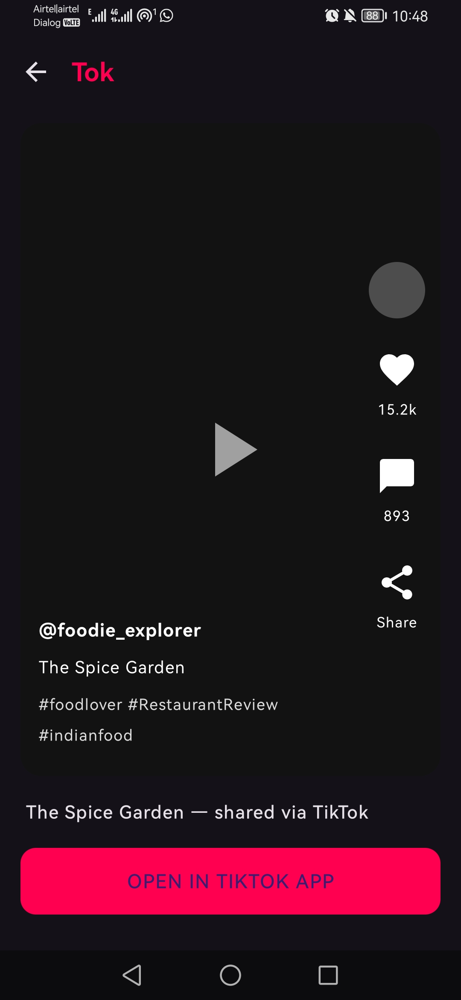 Airtel|airtel
Dialog VoLTE
E
4G
1
88
10:48
Tok
15.2k
893
Share
@foodie_explorer
The Spice Garden
#foodlover #RestaurantReview
#indianfood
The Spice Garden — shared via TikTok
OPEN IN TIKTOK APP